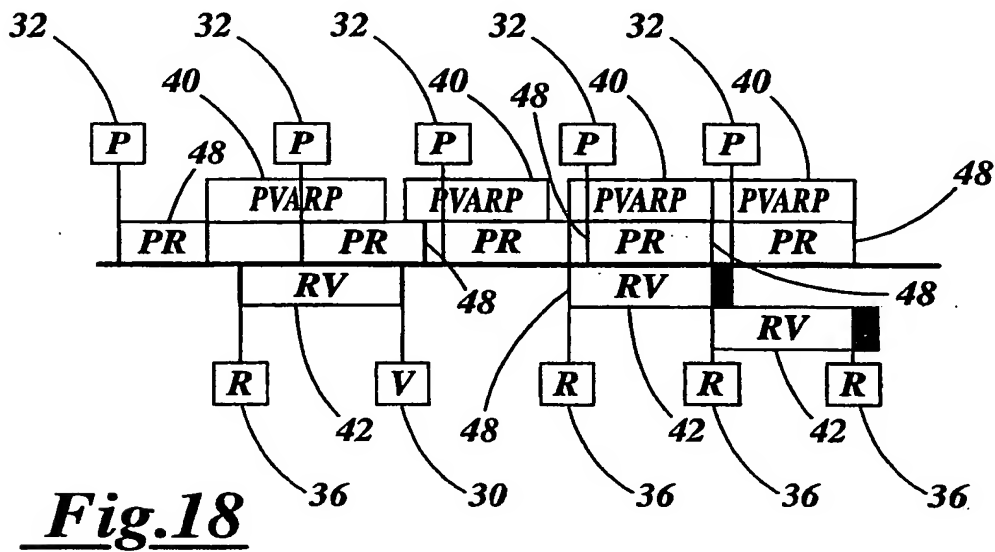 32 32 32 32 32
40 48 40 40 40
P P P P P
48
PVARP PVARP PVARP PVARP
48
PR PR PR PR PR
RV RV 48 48
RV
R V R R R
42 48 42 42
36 30 36 36 36
Fig.18